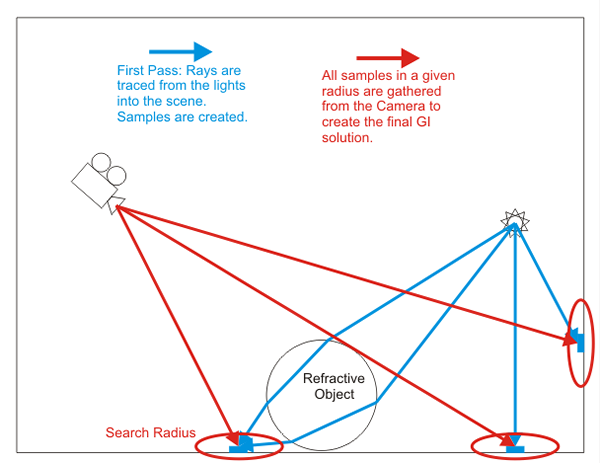 First Pass: Rays are
traced from the lights
into the scene.
Samples are created.
All samples in a given
radius are gathered
from the Camera to
create the final GI
solution.
Refractive
Object
Search Radius